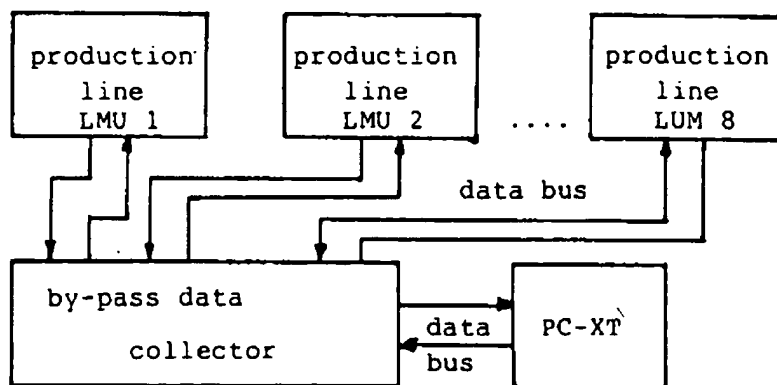 production
line
LMU 1
production
line
LMU 2
....
production
line
LUM 8
data bus
by-pass data
collector
data
bus
PC-XT